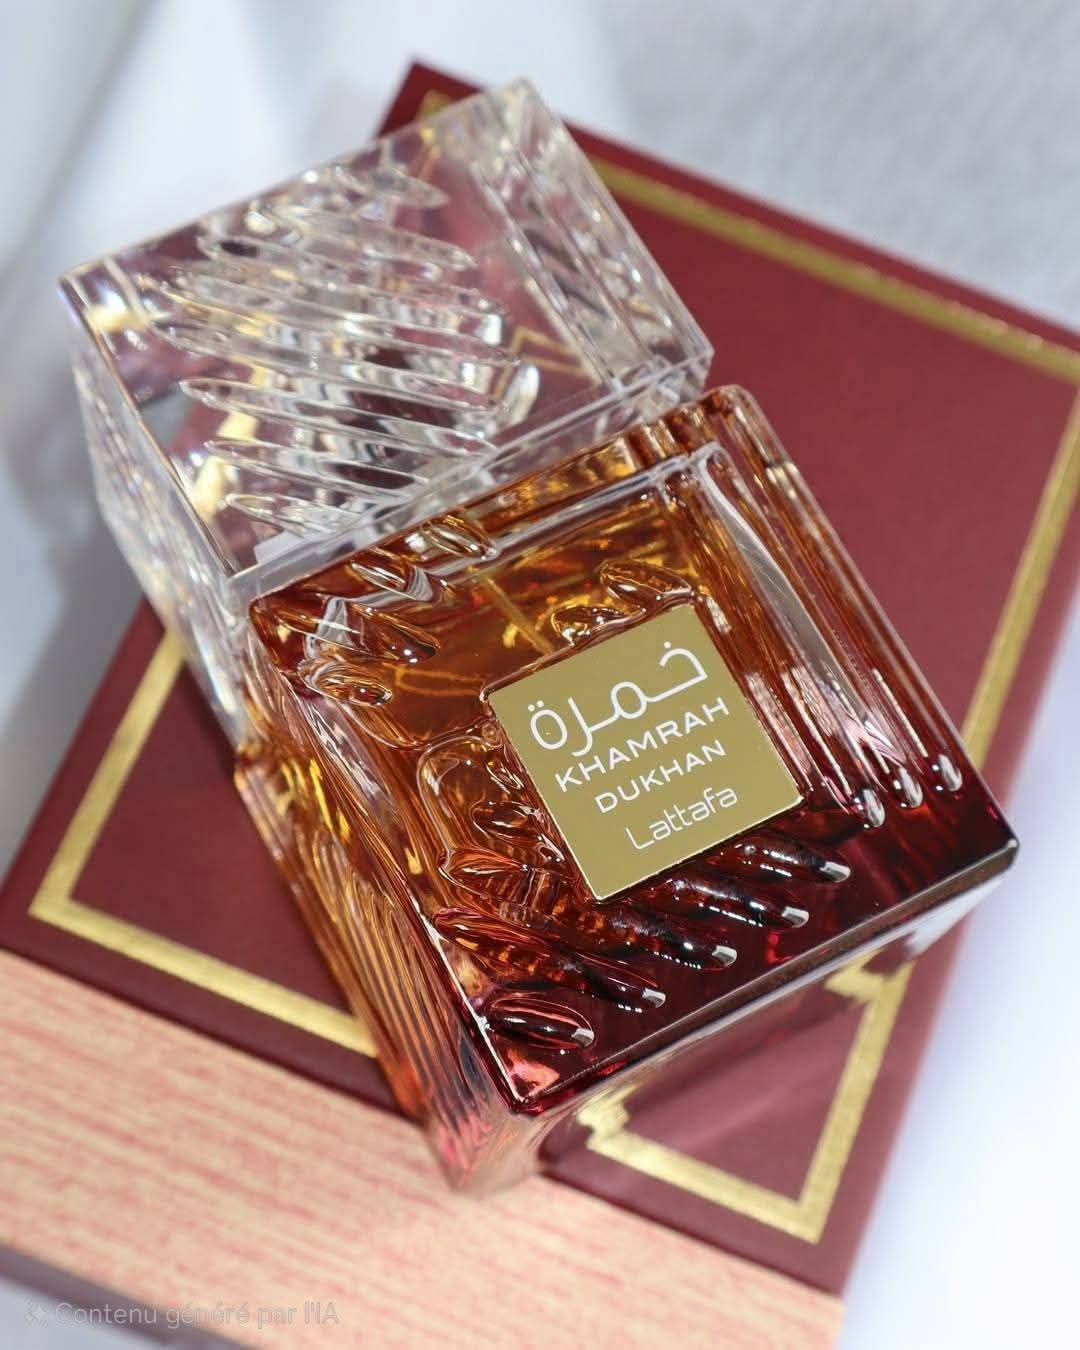 خمرة
KHAMRAH
DUKHAN
Lattafa
Contenu généré par l'IA